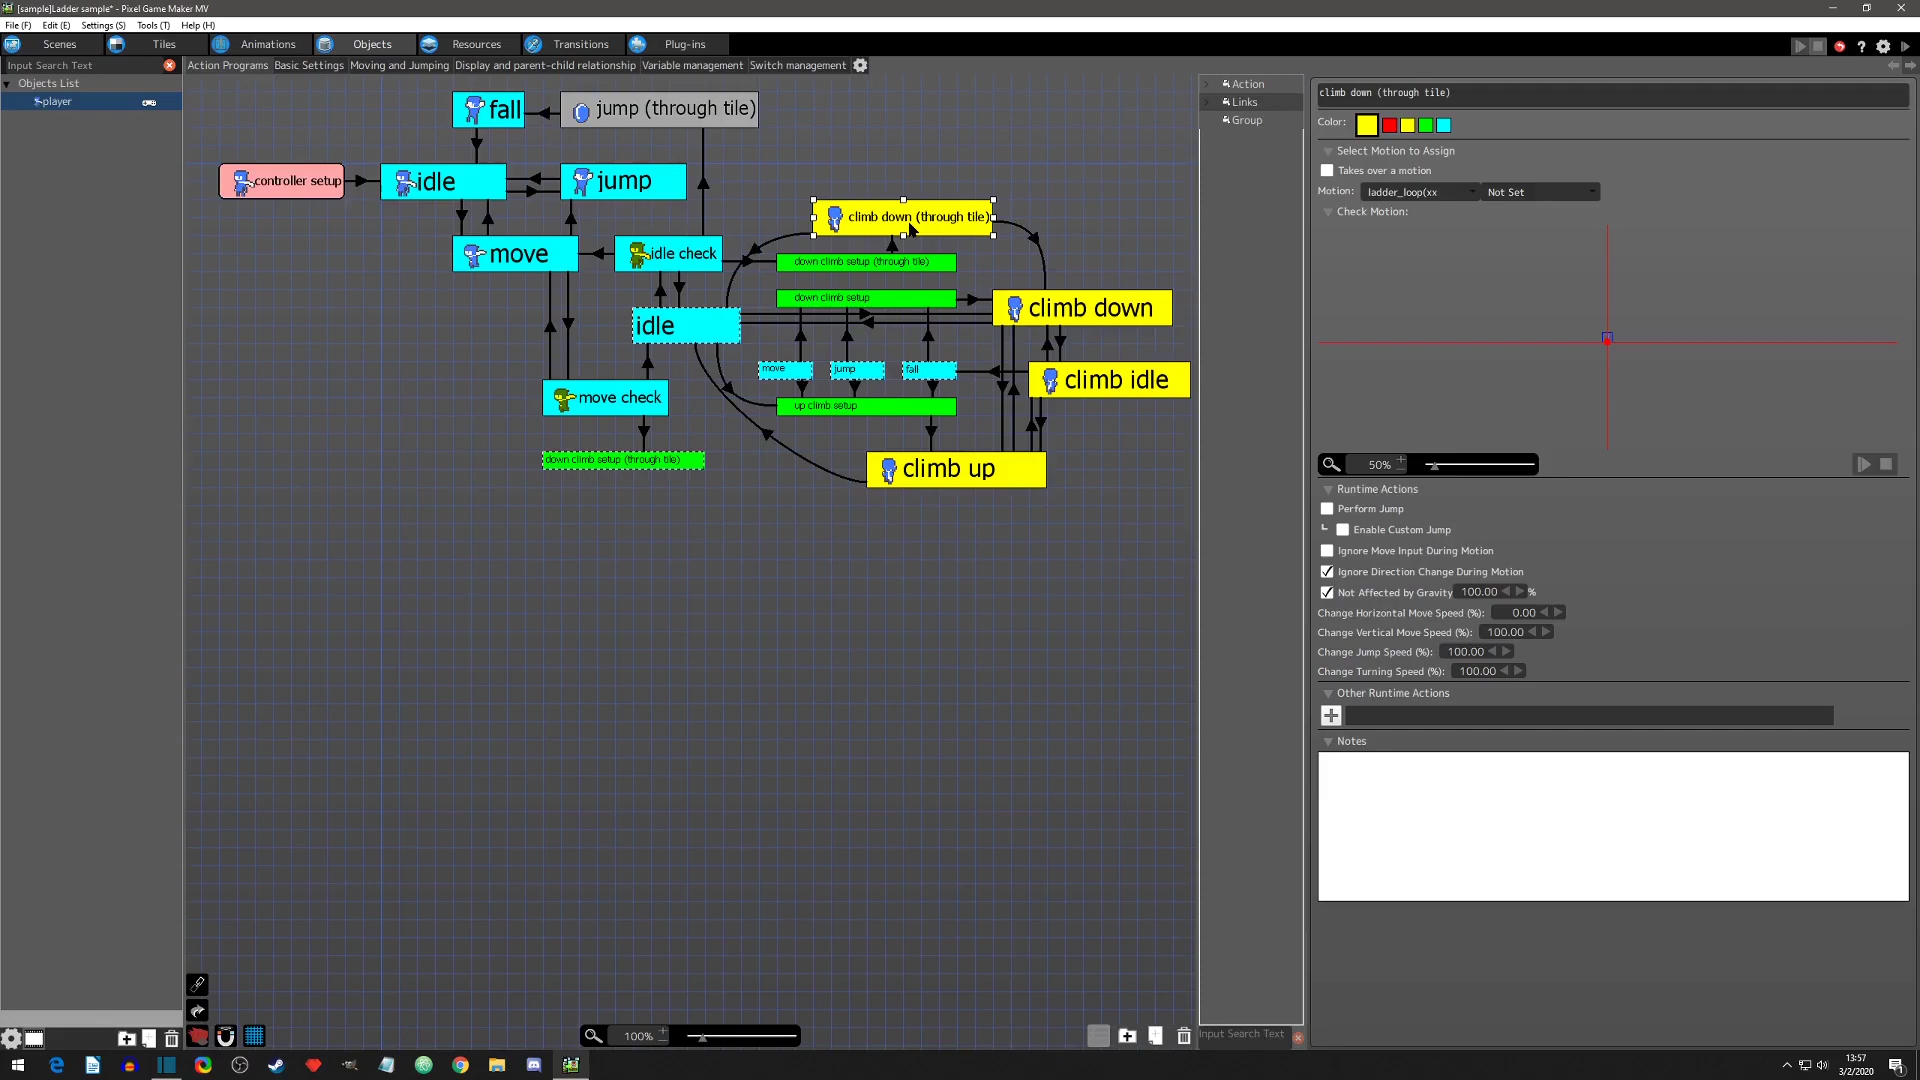 [sample]Ladder sample* - Pixel Game Maker MV
File (F) Edit (E) Settings (S) Tools (T) Help (H)
Scenes Tiles Animations Objects Resources Transitions Plug-ins
Input Search Text
Action Programs Basic Settings Moving and Jumping Display and parent-child relationship Variable management Switch management
Objects List
player
fall
jump (through tile)
controller setup
idle
jump
climb down (through tile)
move
idle check
down climb setup (through tile)
down climb setup
climb down
idle
move
jump
fall
climb idle
move check
up climb setup
down climb setup (through tile)
climb up
100%
Action
Links
Group
Input Search Text
climb down (through tile)
Color:
Select Motion to Assign
Takes over a motion
Motion: ladder_loop(xx Not Set
Check Motion:
50%
Runtime Actions
Perform Jump
Enable Custom Jump
Ignore Move Input During Motion
Ignore Direction Change During Motion
Not Affected by Gravity 100.00 %
Change Horizontal Move Speed (%): 0.00
Change Vertical Move Speed (%): 100.00
Change Jump Speed (%): 100.00
Change Turning Speed (%): 100.00
Other Runtime Actions
Notes
13:57
3/2/2020